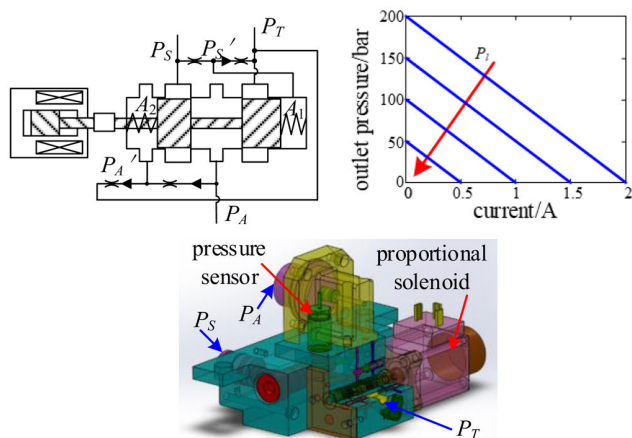 P_S
P_S′
P_T
A_2
A_1
P_A′
P_A
outlet pressure/bar
200
150
100
50
0
0
0.5
1
1.5
2
P_l
current/A
pressure
sensor
proportional
solenoid
P_A
P_S
P_T